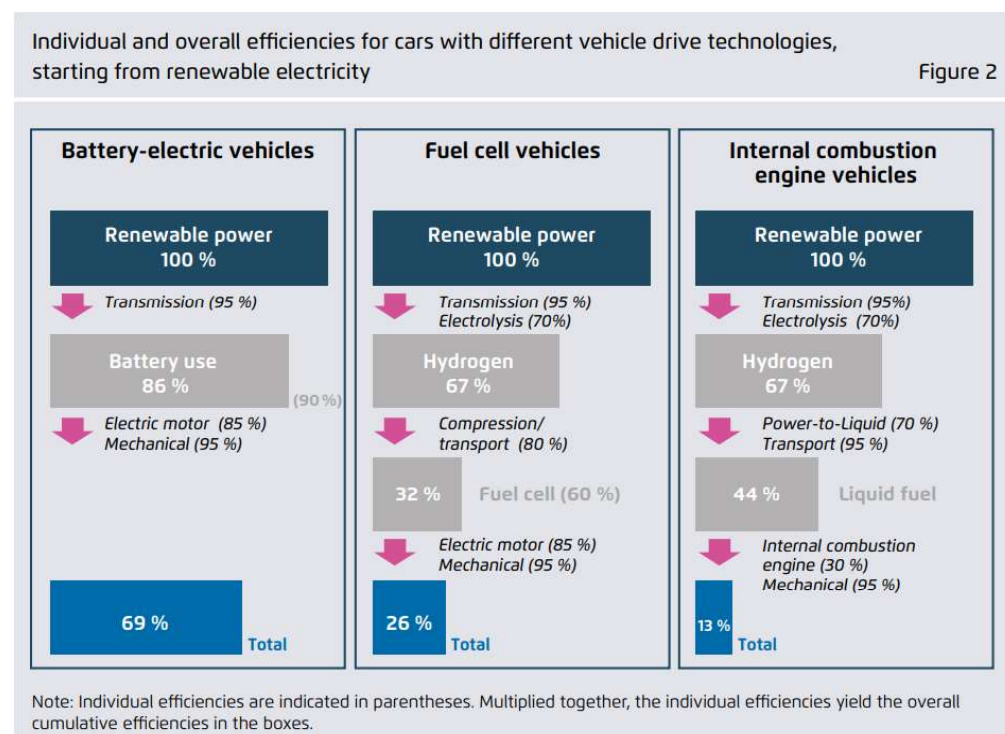 Individual and overall efficiencies for cars with different vehicle drive technologies,
starting from renewable electricity
Figure 2
Battery-electric vehicles
Renewable power
100 %
Transmission (95 %)
Battery use
86 %
(90%)
Electric motor (85 %)
Mechanical (95 %)
69 %
Total
Fuel cell vehicles
Renewable power
100 %
Transmission (95 %)
Electrolysis (70%)
Hydrogen
67 %
Compression/
transport (80 %)
32 %
Fuel cell (60 %)
Electric motor (85 %)
Mechanical (95 %)
26 %
Total
Internal combustion
engine vehicles
Renewable power
100 %
Transmission (95%)
Electrolysis (70%)
Hydrogen
67 %
Power-to-Liquid (70 %)
Transport (95 %)
44 %
Liquid fuel
Internal combustion
engine (30 %)
Mechanical (95 %)
13 %
Total
Note: Individual efficiencies are indicated in parentheses. Multiplied together, the individual efficiencies yield the overall
cumulative efficiencies in the boxes.